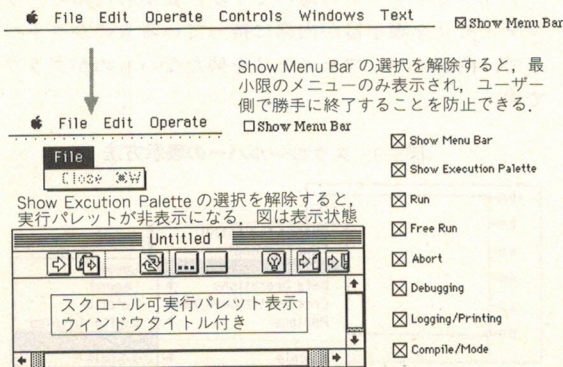 File Edit Operate Controls Windows Text
Show Menu Bar
Show Menu Bar の選択を解除すると，最
小限のメニューのみ表示され，ユーザー
側で勝手に終了することを防止できる．
File Edit Operate
Show Menu Bar
File
Close ⌘W
Show Excution Palette の選択を解除すると，
実行パレットが非表示になる．図は表示状態
Untitled 1
スクロール可実行パレット表示
ウィンドウタイトル付き
Show Menu Bar
Show Execution Palette
Run
Free Run
Abort
Debugging
Logging/Printing
Compile/Mode